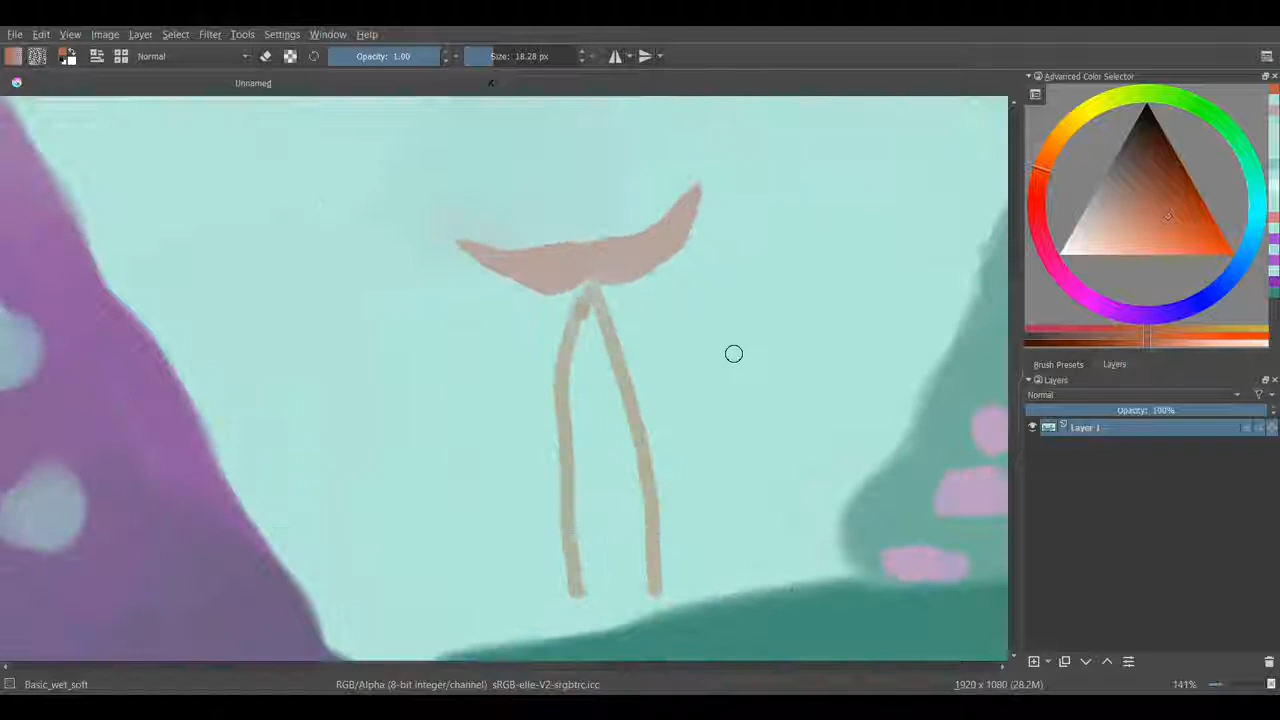 File Edit View Image Layer Select Filter Tools Settings Window Help
Normal Opacity: 1.00 Size: 18.28 px
Unnamed
Advanced Color Selector
Brush Presets Layers
Layers
Normal
Opacity: 100%
Layer 1
Basic_wet_soft RGB/Alpha (8-bit integer/channel) sRGB-elle-V2-srgbtrc.icc 1920 x 1080 (28.2M) 141%